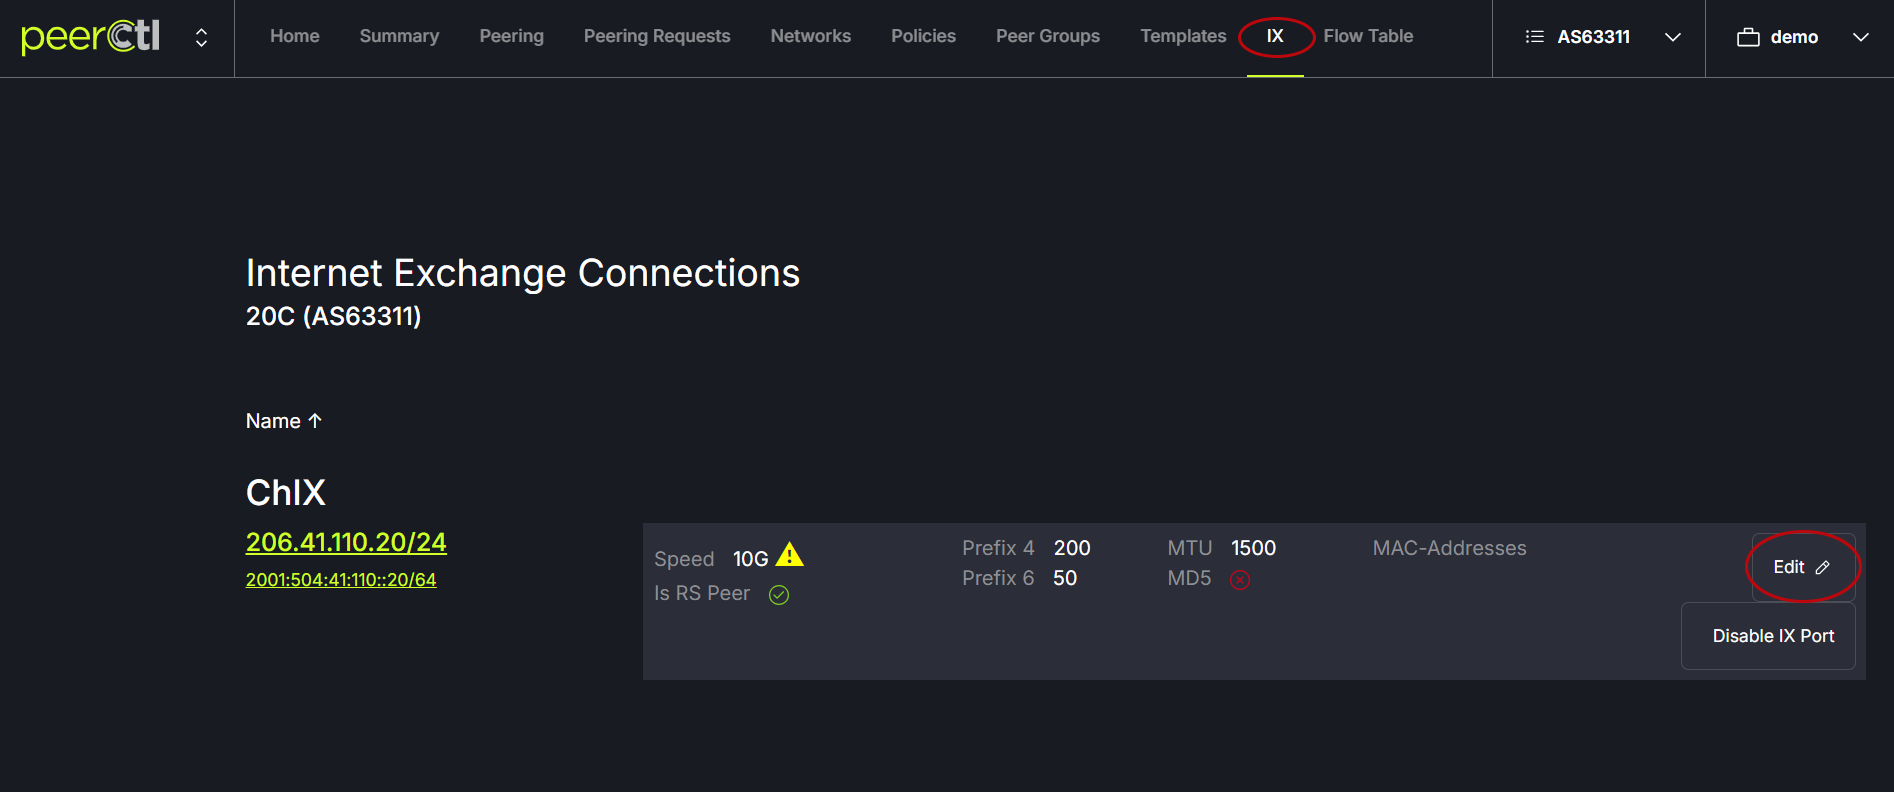 peerctl Home Summary Peering Peering Requests Networks Policies Peer Groups Templates IX Flow Table AS63311 demo
Internet Exchange Connections
20C (AS63311)
Name ↑
ChIX
206.41.110.20/24
2001:504:41:110::20/64
Speed 10G
Is RS Peer
Prefix 4 200
Prefix 6 50
MTU 1500
MD5
MAC-Addresses
Edit
Disable IX Port